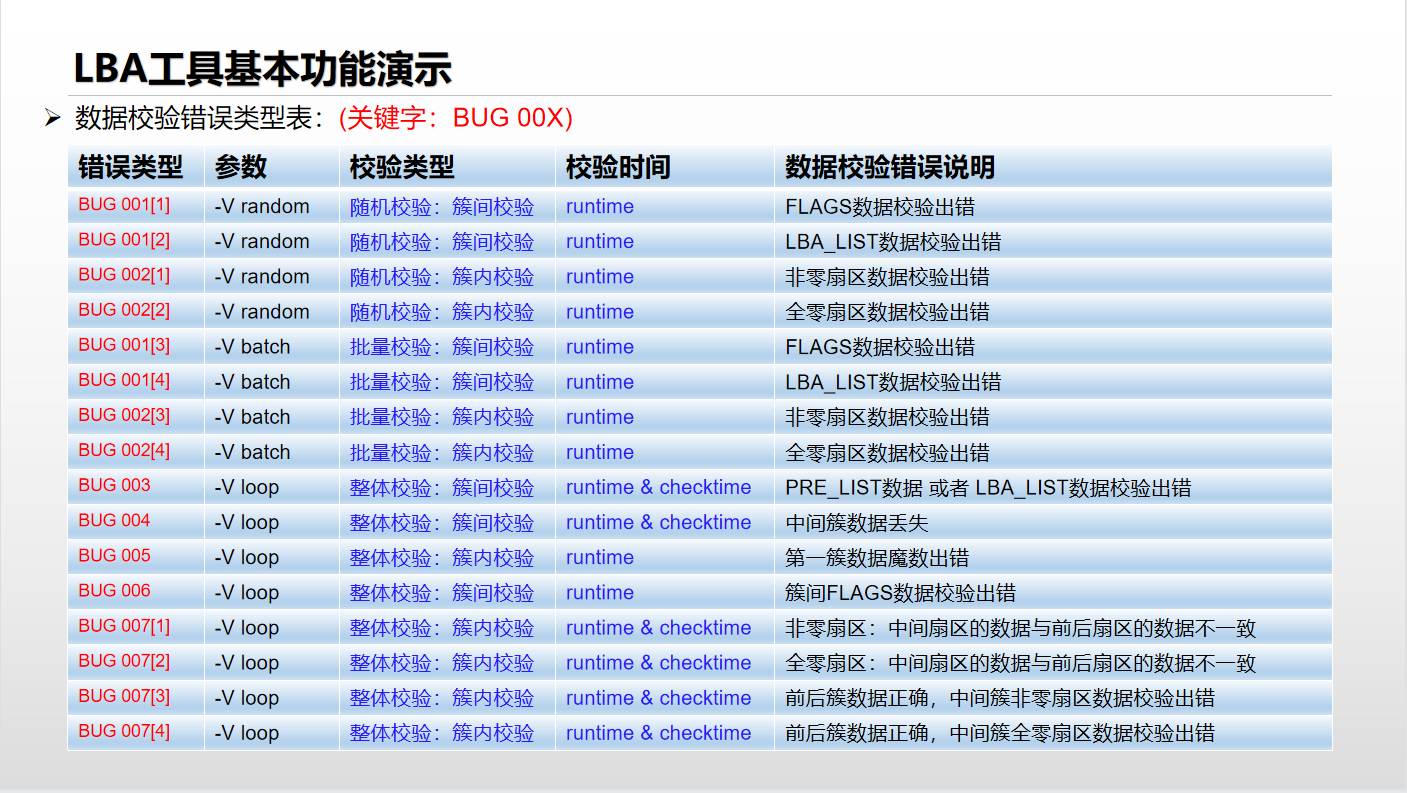 LBA工具基本功能演示
数据校验错误类型表：(关键字：BUG 00X)
错误类型 参数 校验类型 校验时间 数据校验错误说明
BUG 001[1] -V random 随机校验：簇间校验 runtime FLAGS数据校验出错
BUG 001[2] -V random 随机校验：簇间校验 runtime LBA_LIST数据校验出错
BUG 002[1] -V random 随机校验：簇内校验 runtime 非零扇区数据校验出错
BUG 002[2] -V random 随机校验：簇内校验 runtime 全零扇区数据校验出错
BUG 001[3] -V batch 批量校验：簇间校验 runtime FLAGS数据校验出错
BUG 001[4] -V batch 批量校验：簇间校验 runtime LBA_LIST数据校验出错
BUG 002[3] -V batch 批量校验：簇内校验 runtime 非零扇区数据校验出错
BUG 002[4] -V batch 批量校验：簇内校验 runtime 全零扇区数据校验出错
BUG 003 -V loop 整体校验：簇间校验 runtime & checktime PRE_LIST数据 或者 LBA_LIST数据校验出错
BUG 004 -V loop 整体校验：簇间校验 runtime & checktime 中间簇数据丢失
BUG 005 -V loop 整体校验：簇内校验 runtime 第一簇数据魔数出错
BUG 006 -V loop 整体校验：簇间校验 runtime 簇间FLAGS数据校验出错
BUG 007[1] -V loop 整体校验：簇内校验 runtime & checktime 非零扇区：中间扇区的数据与前后扇区的数据不一致
BUG 007[2] -V loop 整体校验：簇内校验 runtime & checktime 全零扇区：中间扇区的数据与前后扇区的数据不一致
BUG 007[3] -V loop 整体校验：簇内校验 runtime & checktime 前后簇数据正确，中间簇非零扇区数据校验出错
BUG 007[4] -V loop 整体校验：簇内校验 runtime & checktime 前后簇数据正确，中间簇全零扇区数据校验出错